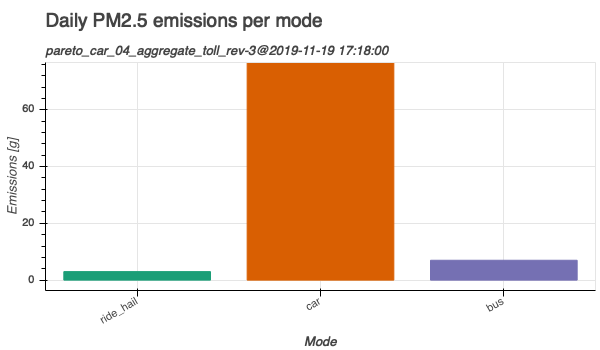 Daily PM2.5 emissions per mode
pareto_car_04_aggregate_toll_rev-3@2019-11-19 17:18:00
Emissions [g]
60
40
20
0
ride_hail
car
bus
Mode